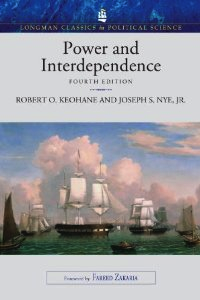 LONGMAN CLASSICS in POLITICAL SCIENCE
Power and
Interdependence
FOURTH EDITION
ROBERT O. KEOHANE AND JOSEPH S. NYE, JR.
Foreword by FAREED ZAKARIA